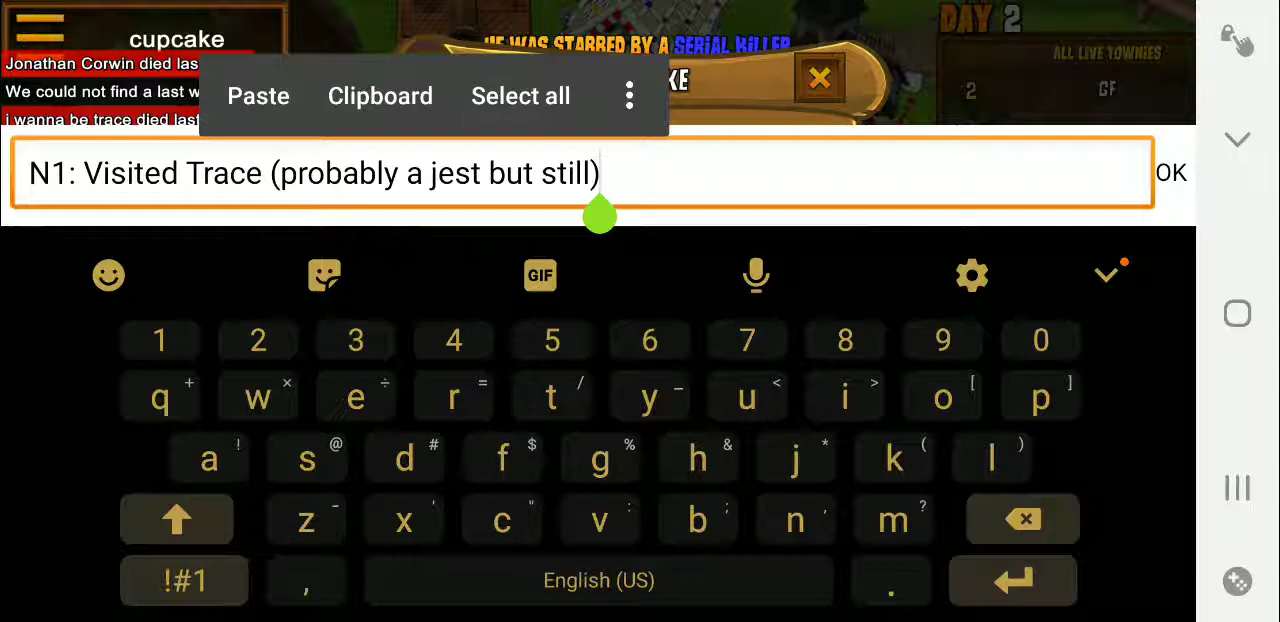 cupcake
Jonathan Corwin died las
We could not find a last w
i wanna be trace died last
HE WAS STABBED BY A SERIAL KILLER
KE
DAY 2
ALL LIVE TOWNIES
2 GF
Paste Clipboard Select all
N1: Visited Trace (probably a jest but still)
OK
GIF
1 2 3 4 5 6 7 8 9 0
q + w × e ÷ r = t / y _ u < i > o [ p ]
a ! s @ d # f $ g % h & j * k ( l )
z - x ' c " v : b ; n , m ?
!#1 , English (US) .